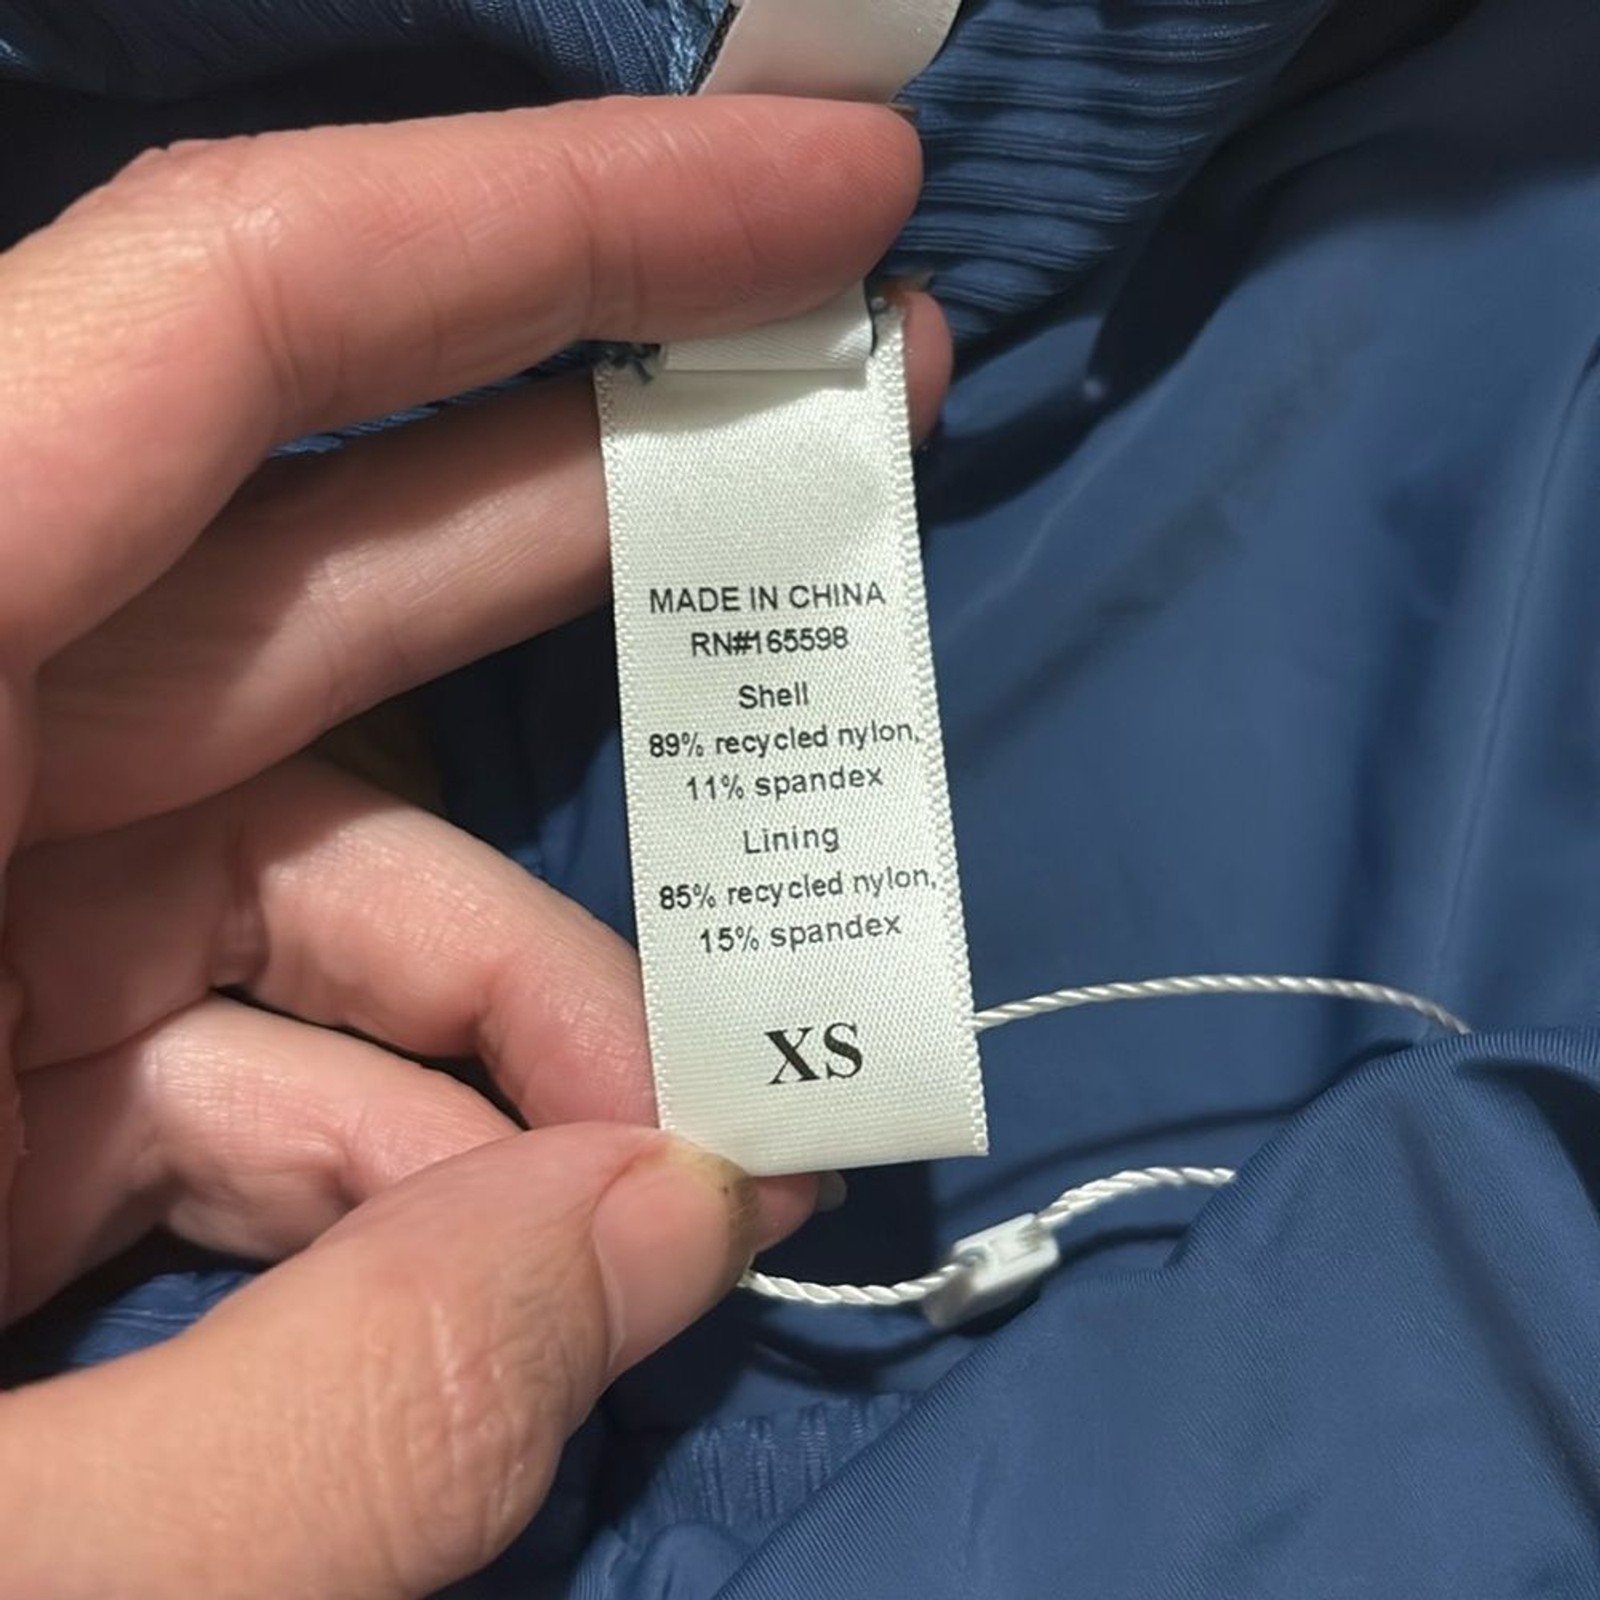 MADE IN CHINA
RN#165598
Shell
89% recycled nylon,
11% spandex
Lining
85% recycled nylon,
15% spandex
XS